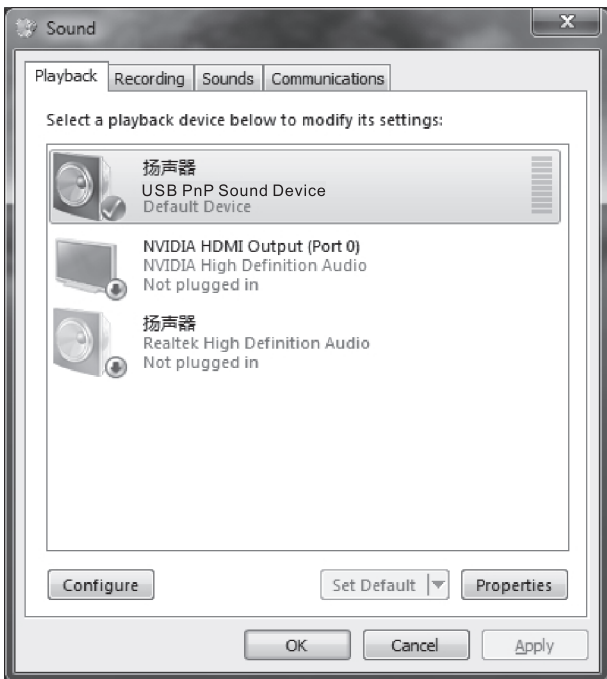 Sound
Playback Recording Sounds Communications
Select a playback device below to modify its settings:
扬声器
USB PnP Sound Device
Default Device
NVIDIA HDMI Output (Port 0)
NVIDIA High Definition Audio
Not plugged in
扬声器
Realtek High Definition Audio
Not plugged in
Configure Set Default Properties
OK Cancel Apply